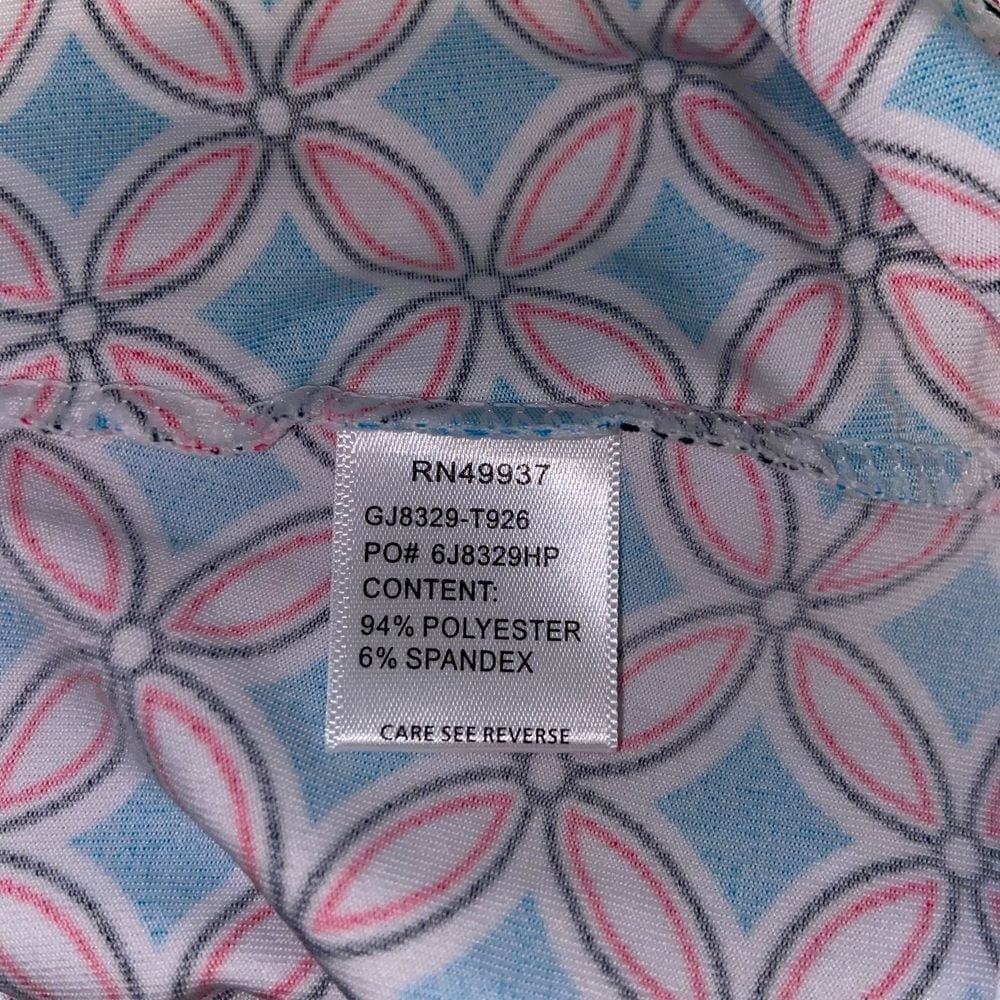 RN49937
GJ8329-T926
PO# 6J8329HP
CONTENT:
94% POLYESTER
6% SPANDEX
CARE SEE REVERSE